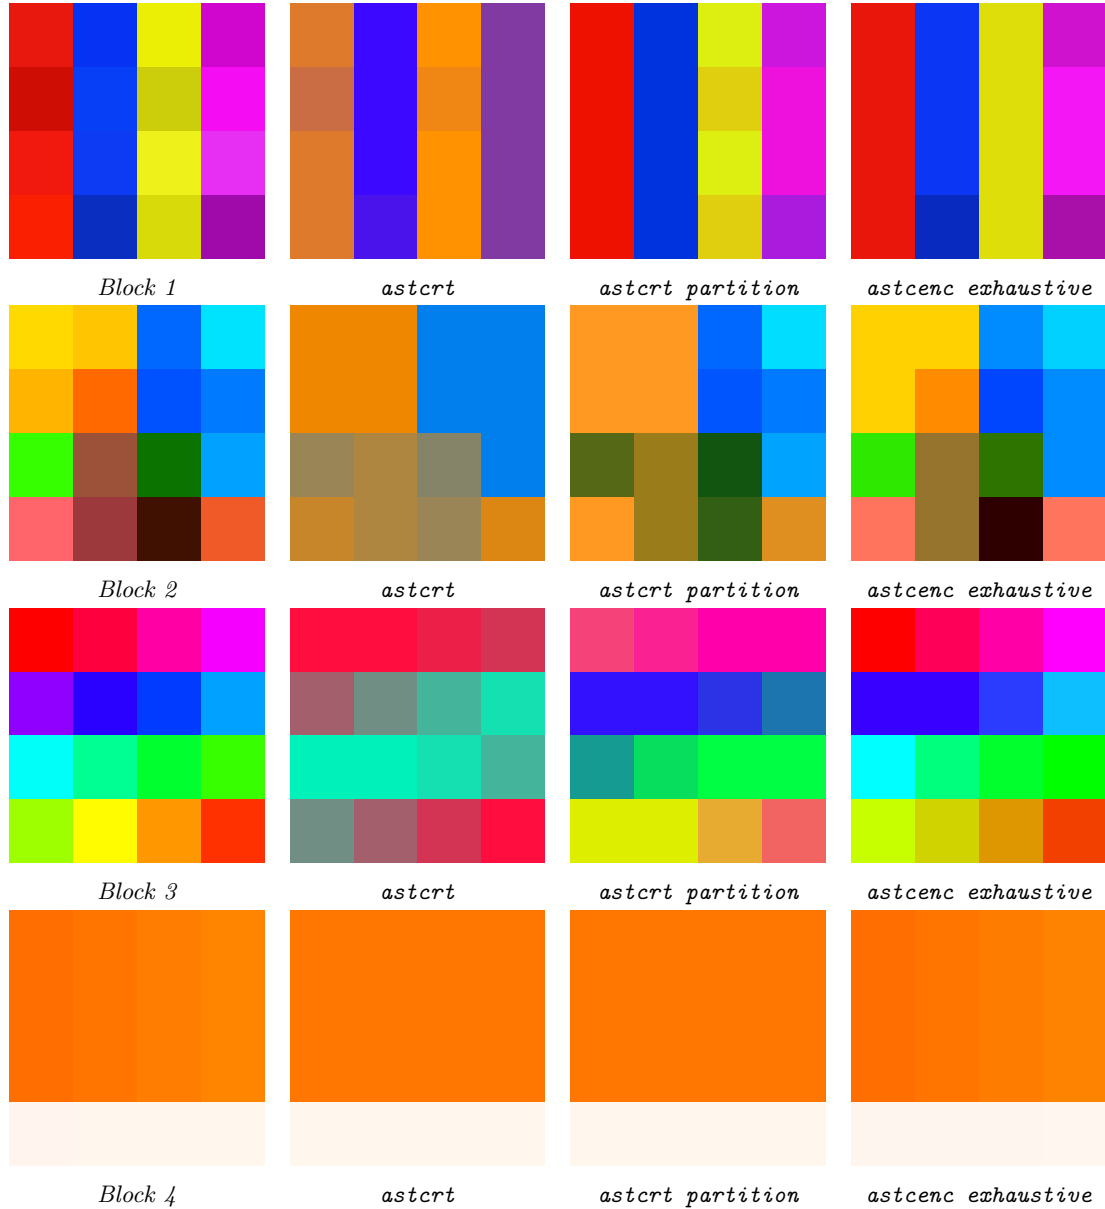 Block 1 astcrt astcrt partition astcenc exhaustive
Block 2 astcrt astcrt partition astcenc exhaustive
Block 3 astcrt astcrt partition astcenc exhaustive
Block 4 astcrt astcrt partition astcenc exhaustive